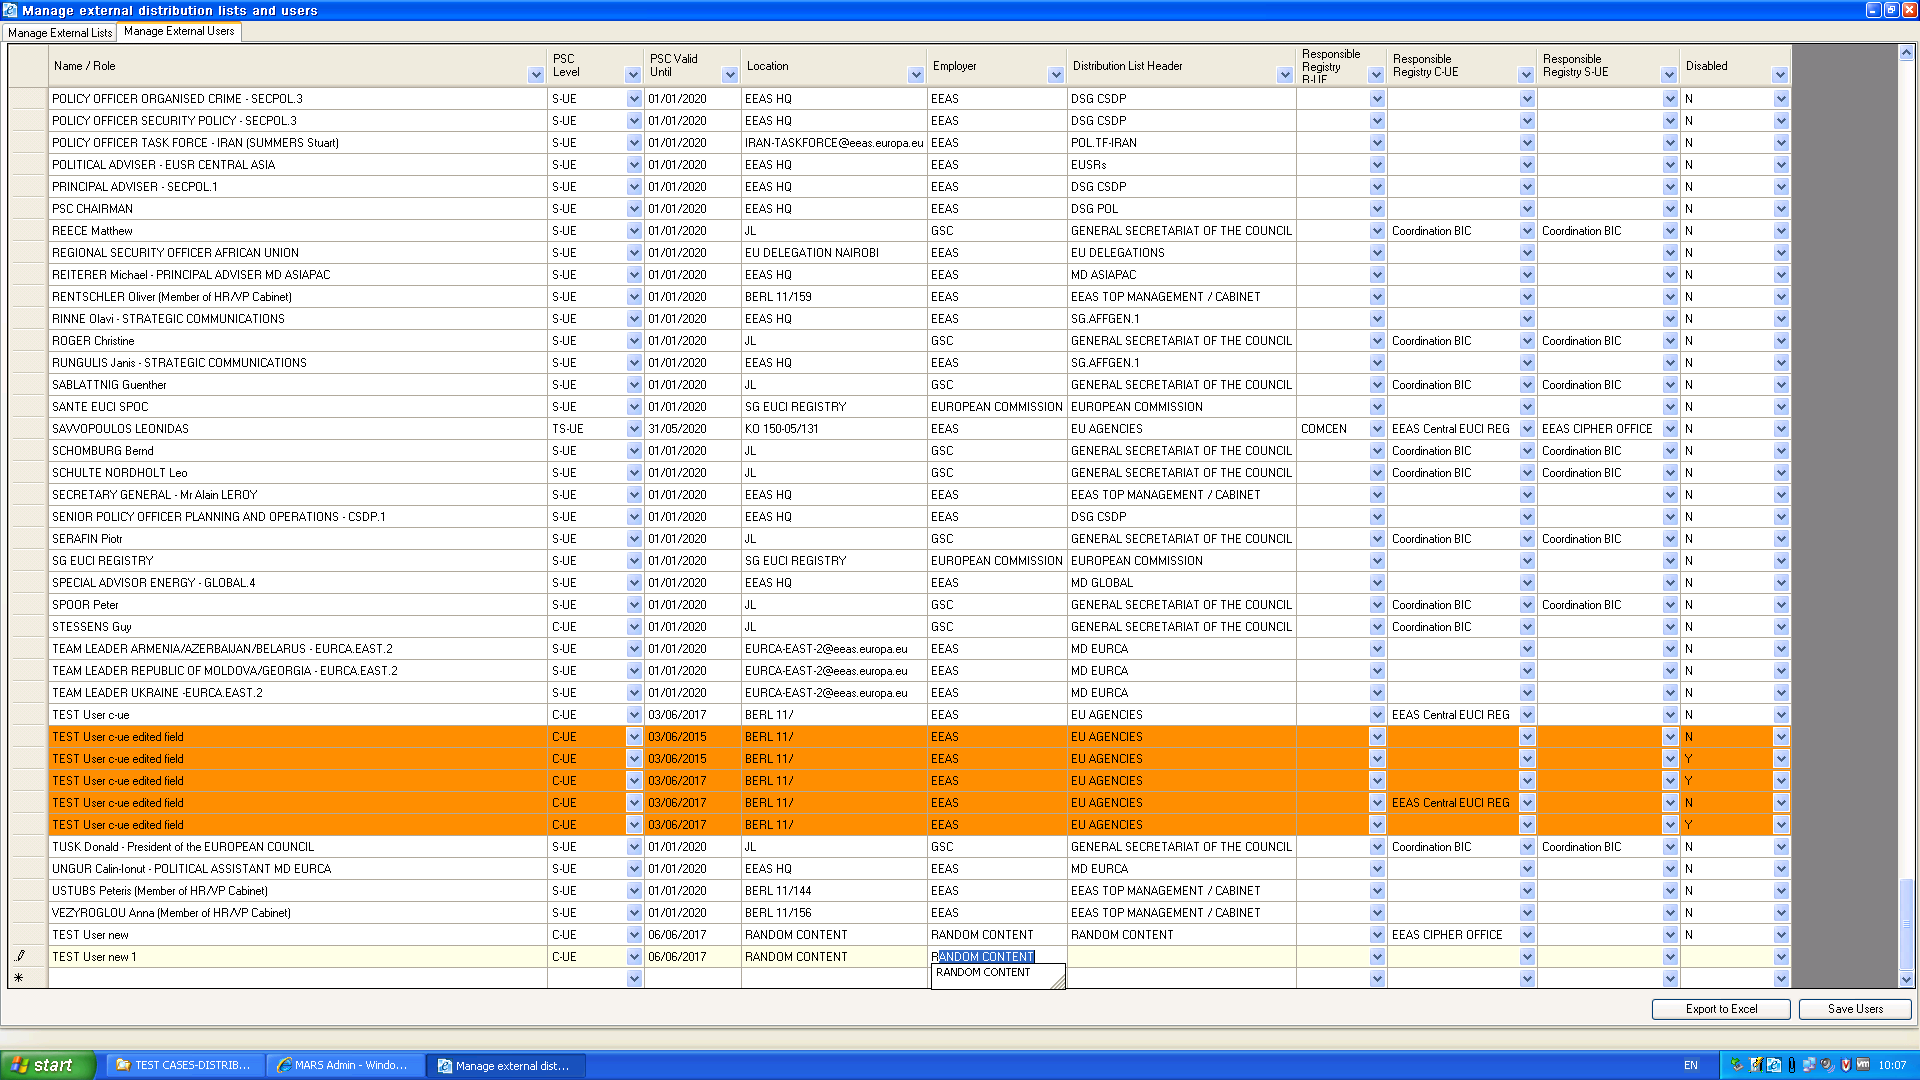 Manage external distribution lists and users
Manage External Lists Manage External Users
Name / Role PSC Level PSC Valid Until Location Employer Distribution List Header Responsible Registry R-UE Responsible Registry C-UE Responsible Registry S-UE Disabled
POLICY OFFICER ORGANISED CRIME - SECPOL.3 S-UE 01/01/2020 EEAS HQ EEAS DSG CSDP N
POLICY OFFICER SECURITY POLICY - SECPOL.3 S-UE 01/01/2020 EEAS HQ EEAS DSG CSDP N
POLICY OFFICER TASK FORCE - IRAN (SUMMERS Stuart) S-UE 01/01/2020 IRAN-TASKFORCE@eeas.europa.eu EEAS POL.TF-IRAN N
POLITICAL ADVISER - EUSR CENTRAL ASIA S-UE 01/01/2020 EEAS HQ EEAS EUSRs N
PRINCIPAL ADVISER - SECPOL.1 S-UE 01/01/2020 EEAS HQ EEAS DSG CSDP N
PSC CHAIRMAN S-UE 01/01/2020 EEAS HQ EEAS DSG POL N
REECE Matthew S-UE 01/01/2020 JL GSC GENERAL SECRETARIAT OF THE COUNCIL Coordination BIC Coordination BIC N
REGIONAL SECURITY OFFICER AFRICAN UNION S-UE 01/01/2020 EU DELEGATION NAIROBI EEAS EU DELEGATIONS N
REITERER Michael - PRINCIPAL ADVISER MD ASIAPAC S-UE 01/01/2020 EEAS HQ EEAS MD ASIAPAC N
RENTSCHLER Oliver (Member of HR/VP Cabinet) S-UE 01/01/2020 BERL 11/159 EEAS EEAS TOP MANAGEMENT / CABINET N
RINNE Olavi - STRATEGIC COMMUNICATIONS S-UE 01/01/2020 EEAS HQ EEAS SG.AFFGEN.1 N
ROGER Christine S-UE 01/01/2020 JL GSC GENERAL SECRETARIAT OF THE COUNCIL Coordination BIC Coordination BIC N
RUNGULIS Janis - STRATEGIC COMMUNICATIONS S-UE 01/01/2020 EEAS HQ EEAS SG.AFFGEN.1 N
SABLATTNIG Guenther S-UE 01/01/2020 JL GSC GENERAL SECRETARIAT OF THE COUNCIL Coordination BIC Coordination BIC N
SANTE EUCI SPOC S-UE 01/01/2020 SG EUCI REGISTRY EUROPEAN COMMISSION EUROPEAN COMMISSION N
SAVVOPOULOS LEONIDAS TS-UE 31/05/2020 KO 150-05/131 EEAS EU AGENCIES COMCEN EEAS Central EUCI REG EEAS CIPHER OFFICE N
SCHOMBURG Bernd S-UE 01/01/2020 JL GSC GENERAL SECRETARIAT OF THE COUNCIL Coordination BIC Coordination BIC N
SCHULTE NORDHOLT Leo S-UE 01/01/2020 JL GSC GENERAL SECRETARIAT OF THE COUNCIL Coordination BIC Coordination BIC N
SECRETARY GENERAL - Mr Alain LEROY S-UE 01/01/2020 EEAS HQ EEAS EEAS TOP MANAGEMENT / CABINET N
SENIOR POLICY OFFICER PLANNING AND OPERATIONS - CSDP.1 S-UE 01/01/2020 EEAS HQ EEAS DSG CSDP N
SERAFIN Piotr S-UE 01/01/2020 JL GSC GENERAL SECRETARIAT OF THE COUNCIL Coordination BIC Coordination BIC N
SG EUCI REGISTRY S-UE 01/01/2020 SG EUCI REGISTRY EUROPEAN COMMISSION EUROPEAN COMMISSION N
SPECIAL ADVISOR ENERGY - GLOBAL.4 S-UE 01/01/2020 EEAS HQ EEAS MD GLOBAL N
SPOOR Peter S-UE 01/01/2020 JL GSC GENERAL SECRETARIAT OF THE COUNCIL Coordination BIC Coordination BIC N
STESSENS Guy C-UE 01/01/2020 JL GSC GENERAL SECRETARIAT OF THE COUNCIL Coordination BIC N
TEAM LEADER ARMENIA/AZERBAIJAN/BELARUS - EURCA.EAST.2 S-UE 01/01/2020 EURCA-EAST-2@eeas.europa.eu EEAS MD EURCA N
TEAM LEADER REPUBLIC OF MOLDOVA/GEORGIA - EURCA.EAST.2 S-UE 01/01/2020 EURCA-EAST-2@eeas.europa.eu EEAS MD EURCA N
TEAM LEADER UKRAINE -EURCA.EAST.2 S-UE 01/01/2020 EURCA-EAST-2@eeas.europa.eu EEAS MD EURCA N
TEST User c-ue C-UE 03/06/2017 BERL 11/ EEAS EU AGENCIES EEAS Central EUCI REG N
TEST User c-ue edited field C-UE 03/06/2015 BERL 11/ EEAS EU AGENCIES N
TEST User c-ue edited field C-UE 03/06/2015 BERL 11/ EEAS EU AGENCIES Y
TEST User c-ue edited field C-UE 03/06/2017 BERL 11/ EEAS EU AGENCIES Y
TEST User c-ue edited field C-UE 03/06/2017 BERL 11/ EEAS EU AGENCIES EEAS Central EUCI REG N
TEST User c-ue edited field C-UE 03/06/2017 BERL 11/ EEAS EU AGENCIES Y
TUSK Donald - President of the EUROPEAN COUNCIL S-UE 01/01/2020 JL GSC GENERAL SECRETARIAT OF THE COUNCIL Coordination BIC Coordination BIC N
UNGUR Calin-Ionut - POLITICAL ASSISTANT MD EURCA S-UE 01/01/2020 EEAS HQ EEAS MD EURCA N
USTUBS Peteris (Member of HR/VP Cabinet) S-UE 01/01/2020 BERL 11/144 EEAS EEAS TOP MANAGEMENT / CABINET N
VEZYROGLOU Anna (Member of HR/VP Cabinet) S-UE 01/01/2020 BERL 11/156 EEAS EEAS TOP MANAGEMENT / CABINET N
TEST User new C-UE 06/06/2017 RANDOM CONTENT RANDOM CONTENT RANDOM CONTENT EEAS CIPHER OFFICE N
TEST User new 1 C-UE 06/06/2017 RANDOM CONTENT RANDOM CONTENT
RANDOM CONTENT
Export to Excel Save Users
start TEST CASES-DISTRIB... MARS Admin - Windo... Manage external dist... EN 10:07